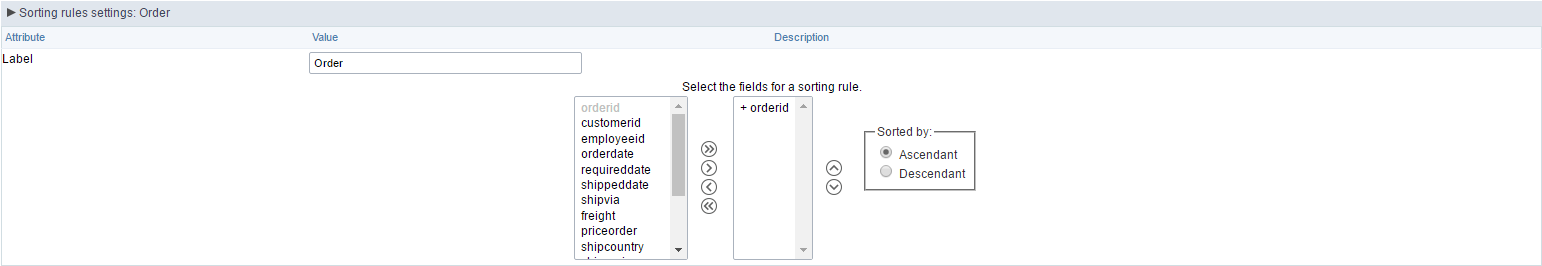 Sorting rules settings: Order
Attribute Value Description
Label Order
Select the fields for a sorting rule.
orderid
customerid
employeeid
orderdate
requireddate
shippeddate
shipvia
freight
priceorder
shipcountry
+ orderid
Sorted by:
Ascendant
Descendant